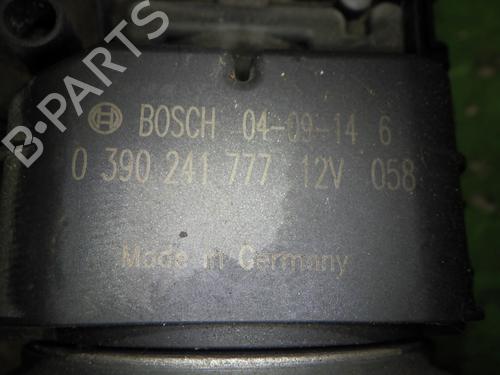 B-PARTS
BOSCH 04-09-14 6
0 390 241 777 12V 058
Made in Germany